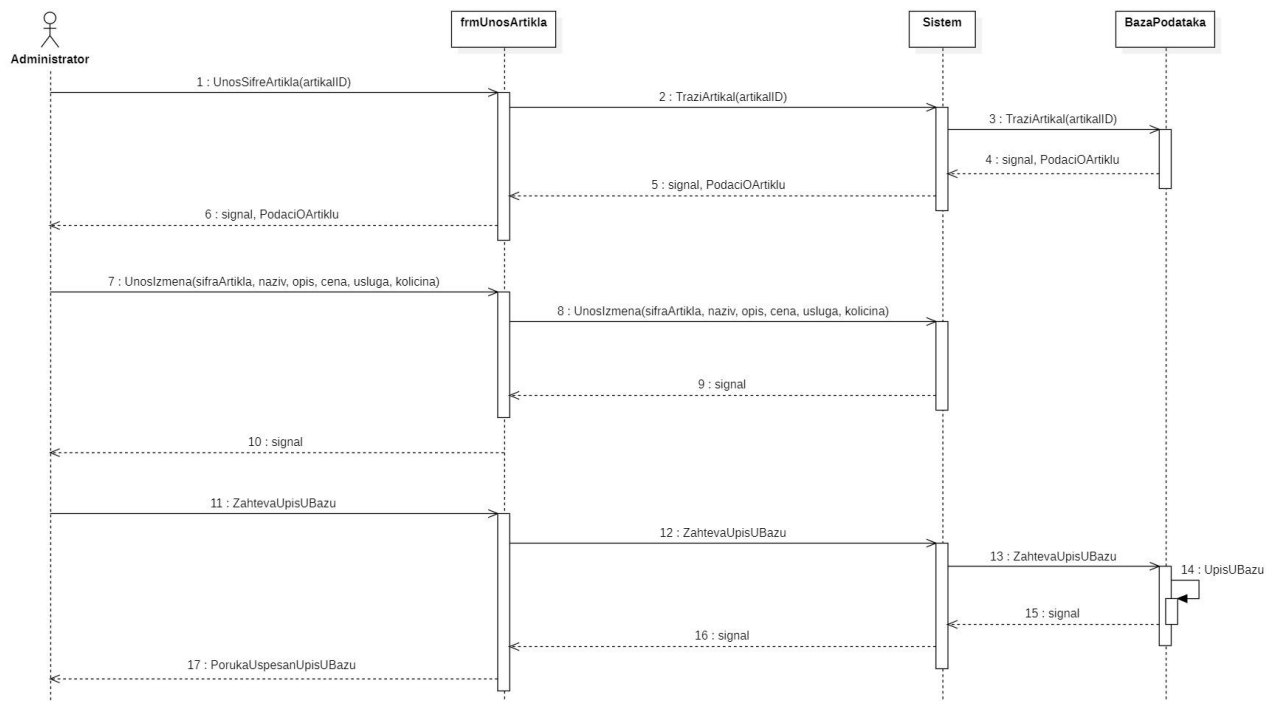 frmUnosArtikla
Sistem
BazaPodataka
Administrator
1 : UnosSifreArtikla(artikalID)
2 : TraziArtikal(artikalID)
3 : TraziArtikal(artikalID)
4 : signal, PodaciOArtiklu
5 : signal, PodaciOArtiklu
6 : signal, PodaciOArtiklu
7 : UnosIzmena(sifraArtikla, naziv, opis, cena, usluga, kolicina)
8 : UnosIzmena(sifraArtikla, naziv, opis, cena, usluga, kolicina)
9 : signal
10 : signal
11 : ZahtevaUpisUBazu
12 : ZahtevaUpisUBazu
13 : ZahtevaUpisUBazu
14 : UpisUBazu
15 : signal
16 : signal
17 : PorukaUspesanUpisUBazu